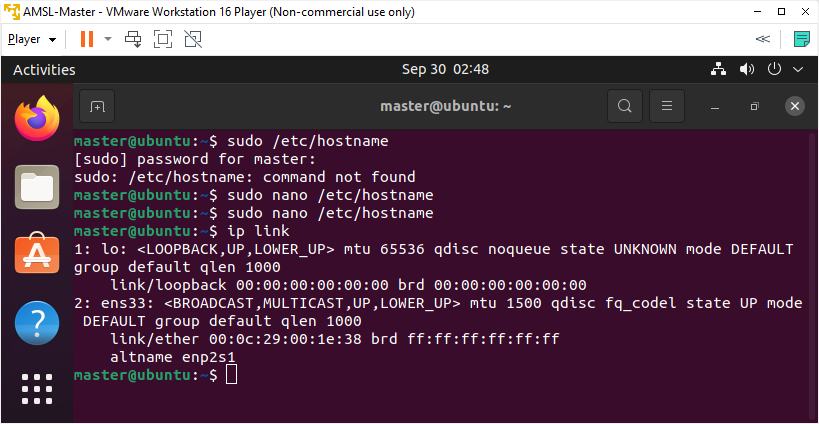 AMSL-Master - VMware Workstation 16 Player (Non-commercial use only)
Player
Activities
Sep 30 02:48
master@ubuntu: ~
master@ubuntu:~$ sudo /etc/hostname
[sudo] password for master:
sudo: /etc/hostname: command not found
master@ubuntu:~$ sudo nano /etc/hostname
master@ubuntu:~$ sudo nano /etc/hostname
master@ubuntu:~$ ip link
1: lo: <LOOPBACK,UP,LOWER_UP> mtu 65536 qdisc noqueue state UNKNOWN mode DEFAULT
group default qlen 1000
    link/loopback 00:00:00:00:00:00 brd 00:00:00:00:00:00
2: ens33: <BROADCAST,MULTICAST,UP,LOWER_UP> mtu 1500 qdisc fq_codel state UP mode
 DEFAULT group default qlen 1000
    link/ether 00:0c:29:00:1e:38 brd ff:ff:ff:ff:ff:ff
    altname enp2s1
master@ubuntu:~$